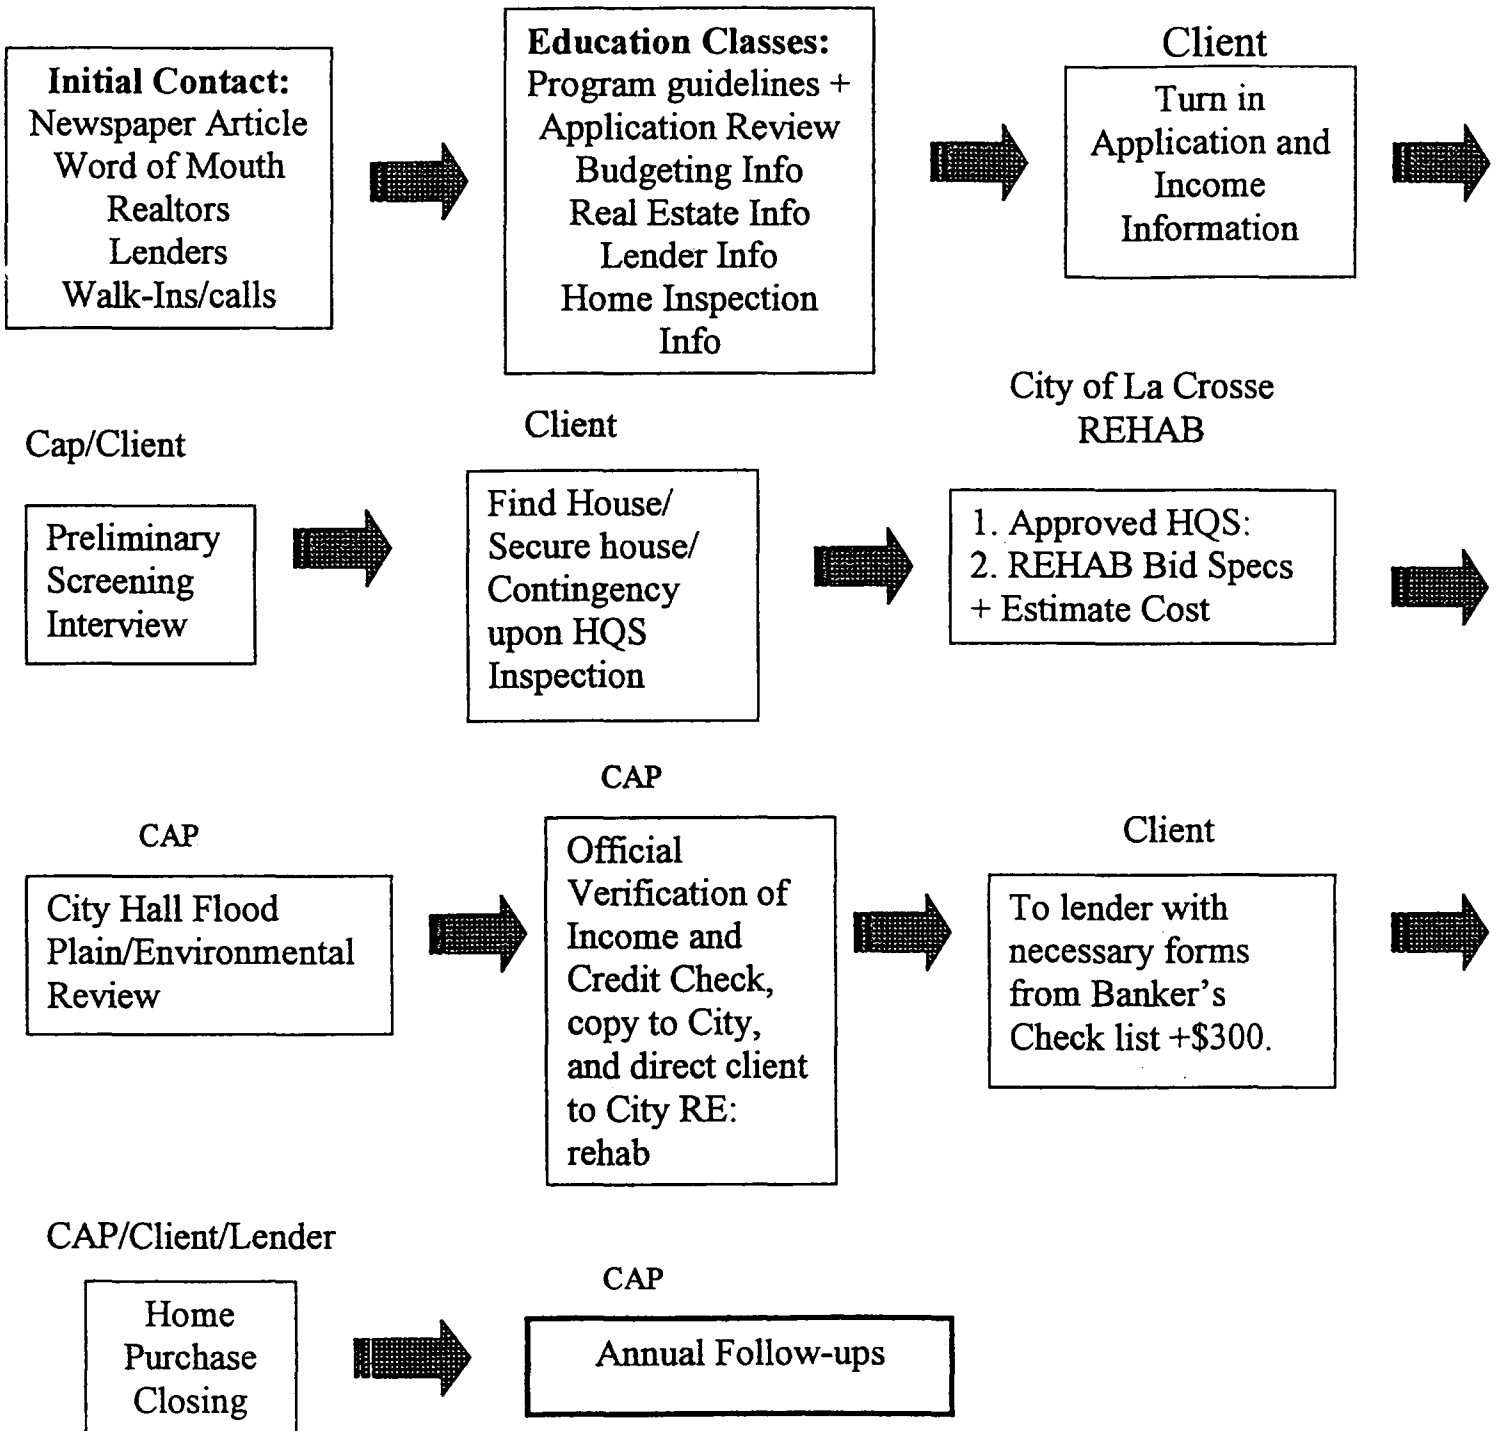 Initial Contact:
Newspaper Article
Word of Mouth
Realtors
Lenders
Walk-Ins/calls
Education Classes:
Program guidelines +
Application Review
Budgeting Info
Real Estate Info
Lender Info
Home Inspection
Info
Client
Turn in
Application and
Income
Information
Cap/Client
Preliminary
Screening
Interview
Client
Find House/
Secure house/
Contingency
upon HQS
Inspection
City of La Crosse
REHAB
1. Approved HQS:
2. REHAB Bid Specs
+ Estimate Cost
CAP
City Hall Flood
Plain/Environmental
Review
CAP
Official
Verification of
Income and
Credit Check,
copy to City,
and direct client
to City RE:
rehab
Client
To lender with
necessary forms
from Banker's
Check list +$300.
CAP/Client/Lender
Home
Purchase
Closing
CAP
Annual Follow-ups